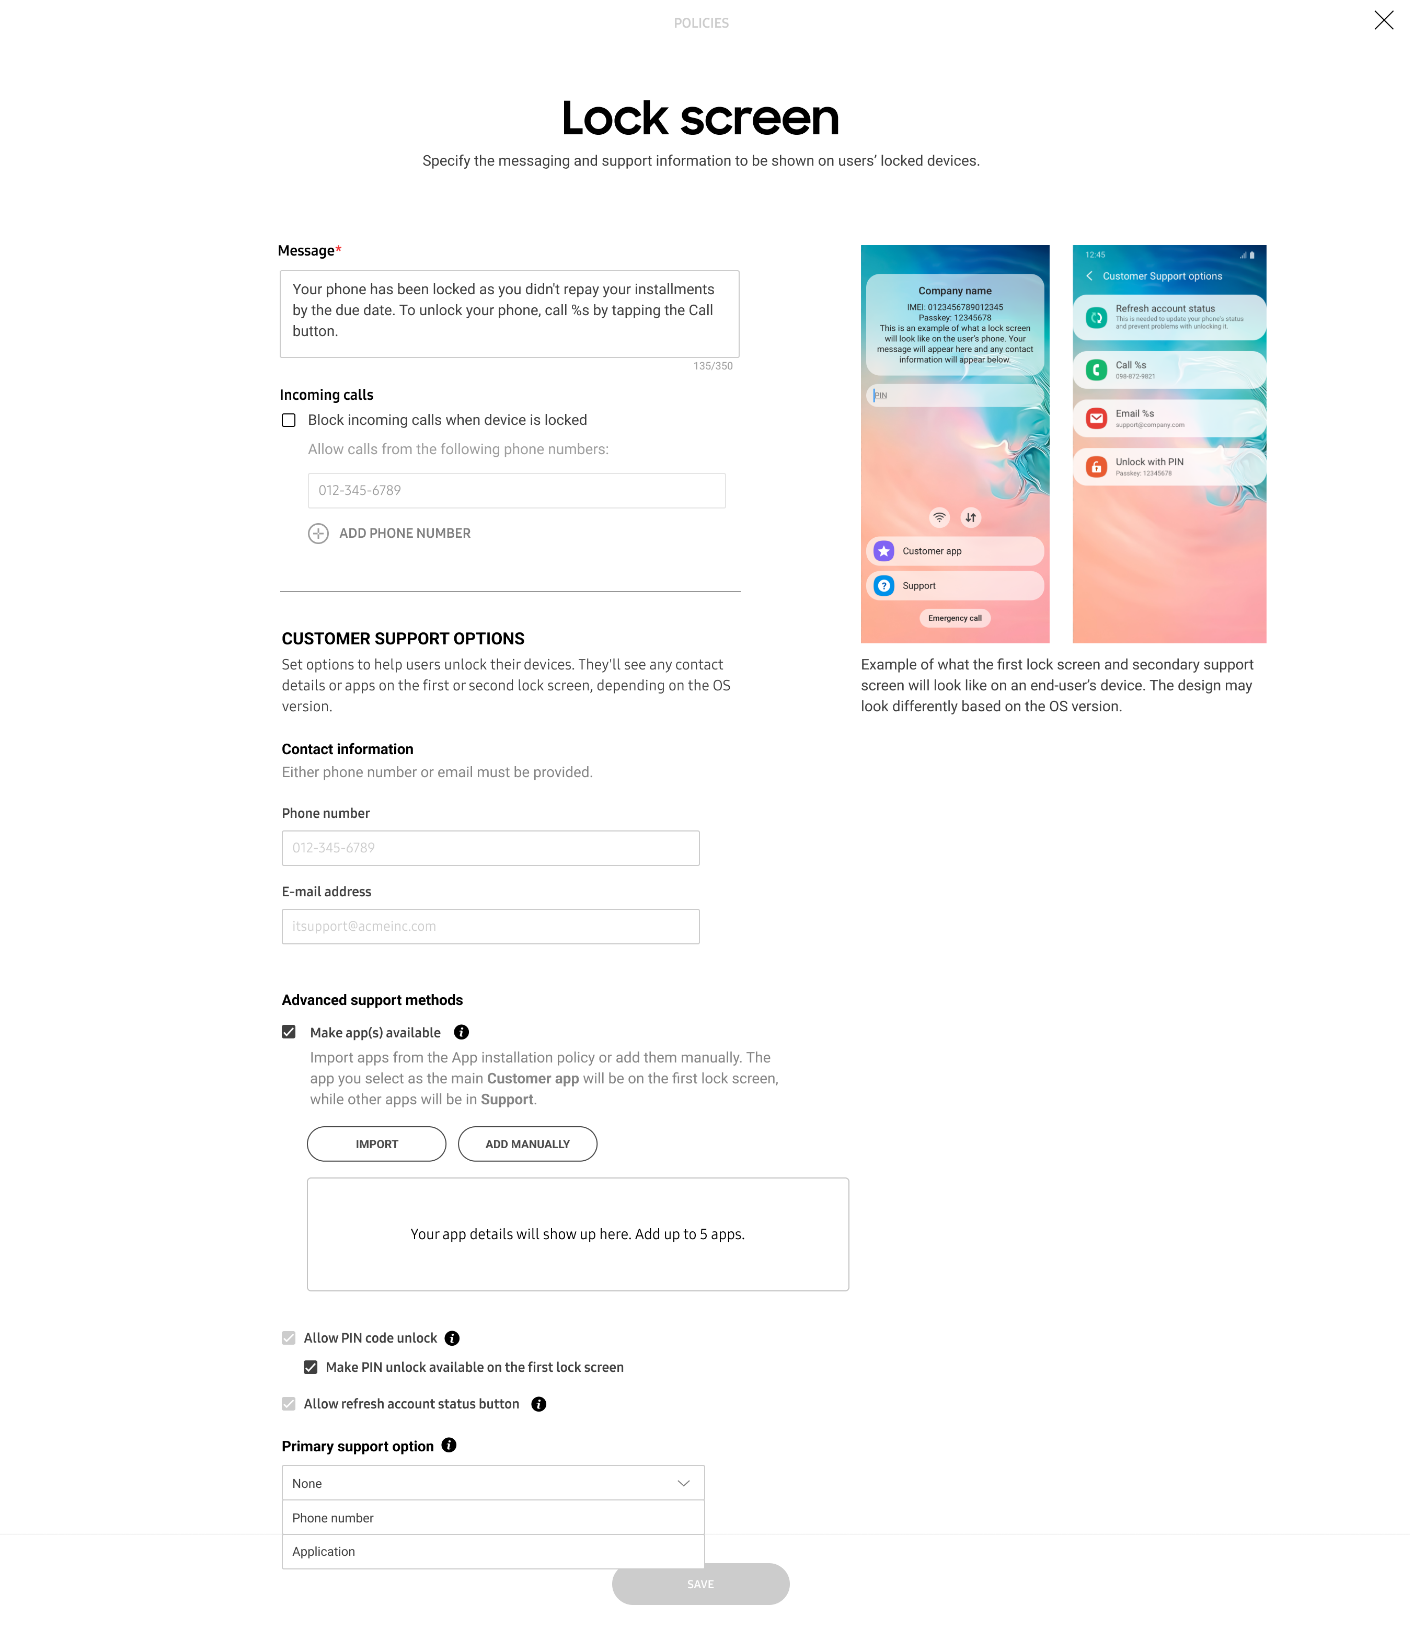 POLICIES
Lock screen
Specify the messaging and support information to be shown on users' locked devices.
Message*
Your phone has been locked as you didn't repay your installments
by the due date. To unlock your phone, call %s by tapping the Call
button.
135/350
Incoming calls
Block incoming calls when device is locked
Allow calls from the following phone numbers:
012-345-6789
ADD PHONE NUMBER
CUSTOMER SUPPORT OPTIONS
Set options to help users unlock their devices. They'll see any contact
details or apps on the first or second lock screen, depending on the OS
version.
Contact information
Either phone number or email must be provided.
Phone number
012-345-6789
E-mail address
itsupport@acmeinc.com
Advanced support methods
Make app(s) available
Import apps from the App installation policy or add them manually. The
app you select as the main Customer app will be on the first lock screen,
while other apps will be in Support.
IMPORT
ADD MANUALLY
Your app details will show up here. Add up to 5 apps.
Allow PIN code unlock
Make PIN unlock available on the first lock screen
Allow refresh account status button
Primary support option
None
Phone number
Application
SAVE
Company name
IMEI: 0123456789012345
Passkey: 12345678
This is an example of what a lock screen
will look like on the user's phone. Your
message will appear here and any contact
information will appear below.
PIN
Customer app
Support
Emergency call
12:45
Customer Support options
Refresh account status
This is needed to update your phone's status
and prevent problems with unlocking it.
Call %s
098-872-9821
Email %s
support@company.com
Unlock with PIN
Passkey: 12345678
Example of what the first lock screen and secondary support
screen will look like on an end-user's device. The design may
look differently based on the OS version.